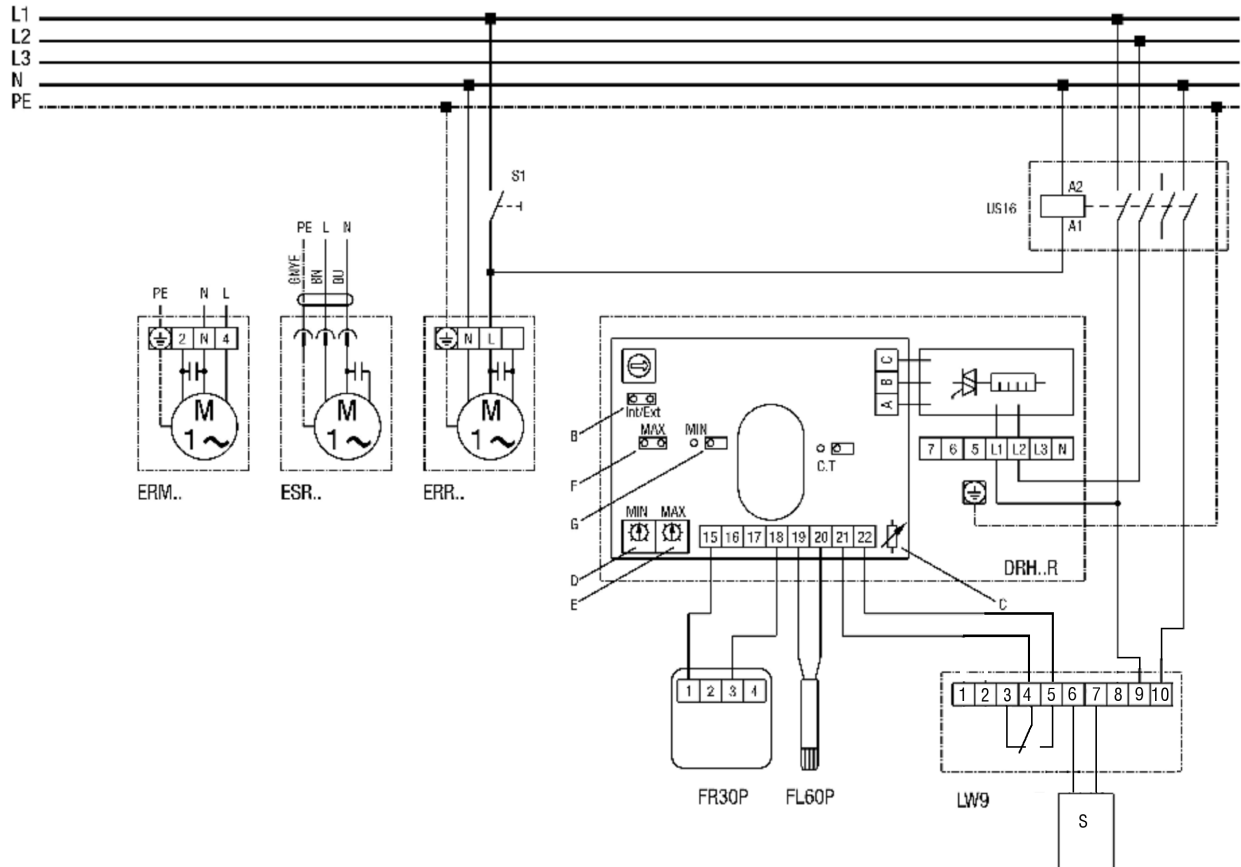 L1
L2
L3
N
PE
S1
A2
US16
A1
PE L N
GNYE BN BU
PE N L
2 N 4
N L
M
1~
M
1~
M
1~
ERM..
ESR..
ERR..
Int/Ext
MAX MIN
C.T
MIN MAX
15 16 17 18 19 20 21 22
C
B
A
7 6 5 L1 L2 L3 N
DRH..R
B
F
G
D
E
C
1 2 3 4
FR30P
FL60P
1 2 3 4 5 6 7 8 9 10
LW9
S